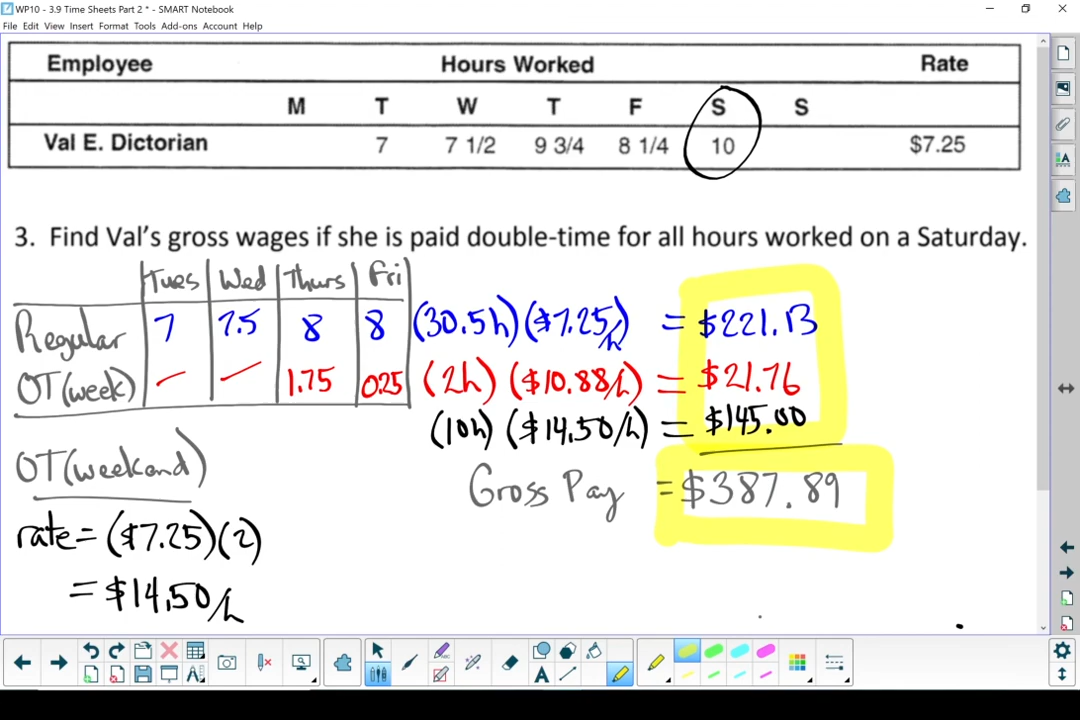 WP10 - 3.9 Time Sheets Part 2 * - SMART Notebook
File Edit View Insert Format Tools Add-ons Account Help
Employee Hours Worked Rate
M T W T F S S
Val E. Dictorian 7 7 1/2 9 3/4 8 1/4 10 $7.25
3. Find Val's gross wages if she is paid double-time for all hours worked on a Saturday.
Tues Wed Thurs Fri
Regular 7 7.5 8 8 (30.5h)($7.25/h) = $221.13
OT(week) – – 1.75 0.25 (2h) ($10.88/h) = $21.76
(10h) ($14.50/h) = $145.00
OT(weekand)
Gross Pay = $387.89
rate = ($7.25)(2)
= $14.50/h